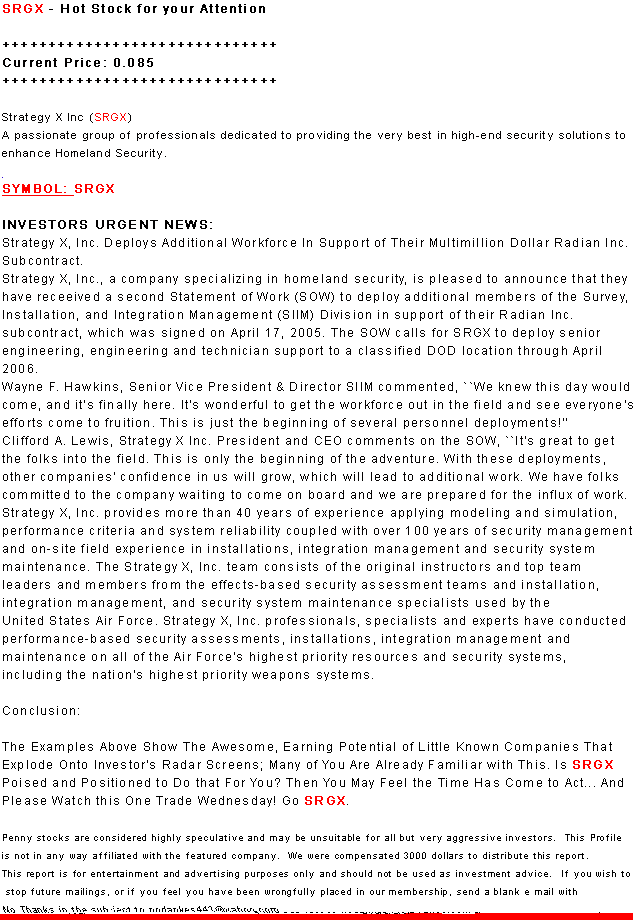 SRGX - Hot Stock for your Attention
++++++++++++++++++++++++++++++
Current Price: 0.085
++++++++++++++++++++++++++++++
Strategy X Inc (SRGX)
A passionate group of professionals dedicated to providing the very best in high-end security solutions to
enhance Homeland Security.
.
SYMBOL: SRGX
INVESTORS URGENT NEWS:
Strategy X, Inc. Deploys Additional Workforce In Support of Their Multimillion Dollar Radian Inc.
Subcontract.
Strategy X, Inc., a company specializing in homeland security, is pleased to announce that they
have receeived a second Statement of Work (SOW) to deploy additional members of the Survey,
Installation, and Integration Management (SIIM) Division in support of their Radian Inc.
subcontract, which was signed on April 17, 2005. The SOW calls for SRGX to deploy senior
engineering, engineering and technician support to a classified DOD location through April
2006.
Wayne F. Hawkins, Senior Vice President & Director SIIM commented, ``We knew this day would
come, and it's finally here. It's wonderful to get the workforce out in the field and see everyone's
efforts come to fruition. This is just the beginning of several personnel deployments!''
Clifford A. Lewis, Strategy X Inc. President and CEO comments on the SOW, ``It's great to get
the folks into the field. This is only the beginning of the adventure. With these deployments,
other companies' confidence in us will grow, which will lead to additional work. We have folks
committed to the company waiting to come on board and we are prepared for the influx of work.
Strategy X, Inc. provides more than 40 years of experience applying modeling and simulation,
performance criteria and system reliability coupled with over 100 years of security management
and on-site field experience in installations, integration management and security system
maintenance. The Strategy X, Inc. team consists of the original instructors and top team
leaders and members from the effects-based security assessment teams and installation,
integration management, and security system maintenance specialists used by the
United States Air Force. Strategy X, Inc. professionals, specialists and experts have conducted
performance-based security assessments, installations, integration management and
maintenance on all of the Air Force's highest priority resources and security systems,
including the nation's highest priority weapons systems.
Conclusion:
The Examples Above Show The Awesome, Earning Potential of Little Known Companies That
Explode Onto Investor's Radar Screens; Many of You Are Already Familiar with This. Is SRGX
Poised and Positioned to Do that For You? Then You May Feel the Time Has Come to Act... And
Please Watch this One Trade Wednesday! Go SRGX.
Penny stocks are considered highly speculative and may be unsuitable for all but very aggressive investors. This Profile
is not in any way affiliated with the featured company. We were compensated 3000 dollars to distribute this report.
This report is for entertainment and advertising purposes only and should not be used as investment advice. If you wish to
stop future mailings, or if you feel you have been wrongfully placed in our membership, send a blank e mail with
No Thanks in the subject to